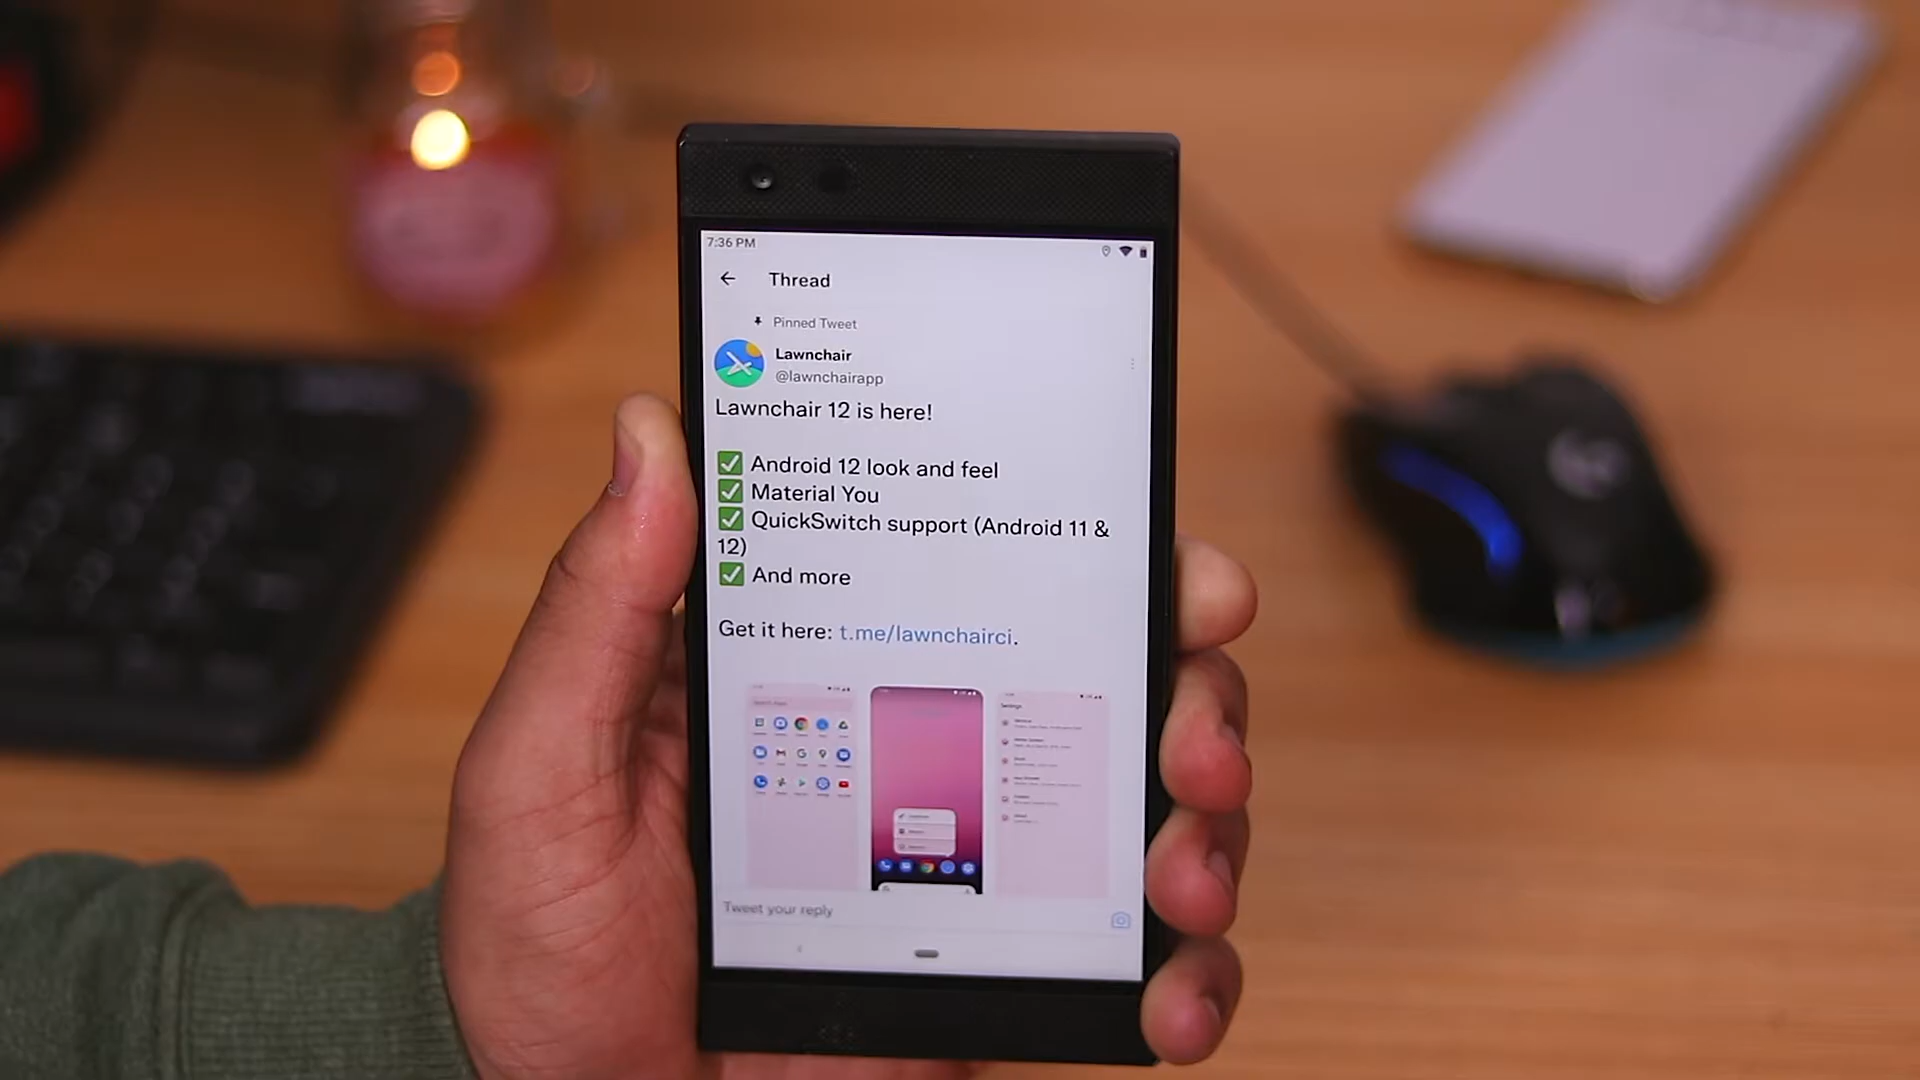 7:36 PM
Thread
Pinned Tweet
Lawnchair
@lawnchairapp
Lawnchair 12 is here!
✅ Android 12 look and feel
✅ Material You
✅ QuickSwitch support (Android 11 &
12)
✅ And more
Get it here: t.me/lawnchairci.
Settings
Tweet your reply